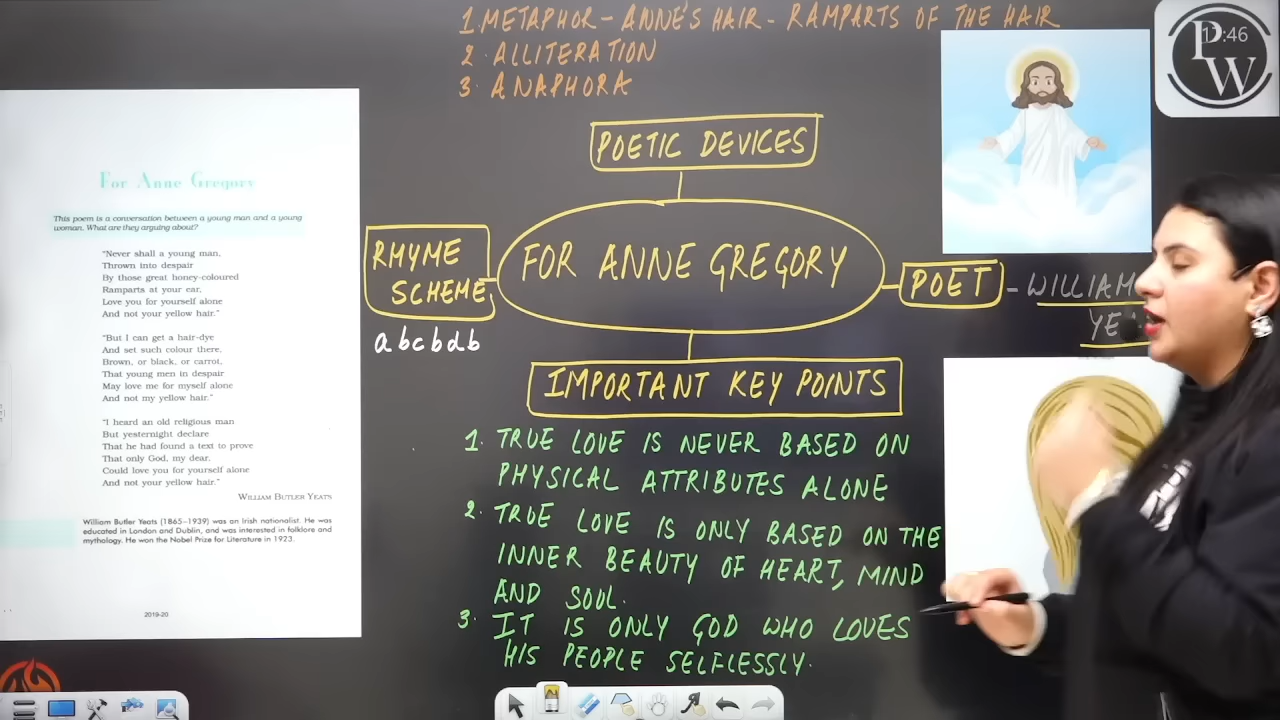 1. METAPHOR - ANNE'S HAIR - RAMPARTS OF THE HAIR
2. ALLITERATION
3. ANAPHORA
POETIC DEVICES
RHYME
SCHEME
abcbdb
FOR ANNE GREGORY
POET - WILLIAM
IMPORTANT KEY POINTS
1. TRUE LOVE IS NEVER BASED ON
PHYSICAL ATTRIBUTES ALONE
2. TRUE LOVE IS ONLY BASED ON THE
INNER BEAUTY OF HEART, MIND
AND SOUL.
3. IT IS ONLY GOD WHO LOVES
HIS PEOPLE SELFLESSLY.
For Anne Gregory
This poem is a conversation between a young man and a young
woman. What are they arguing about?
"Never shall a young man,
Thrown into despair
By those great honey-coloured
Ramparts at your ear,
Love you for yourself alone
And not your yellow hair."
"But I can get a hair-dye
And set such colour there,
Brown, or black, or carrot,
That young men in despair
May love me for myself alone
And not my yellow hair."
"I heard an old religious man
But yesternight declare
That he had found a text to prove
That only God, my dear,
Could love you for yourself alone
And not your yellow hair."
WILLIAM BUTLER YEATS
William Butler Yeats (1865–1939) was an Irish nationalist. He was
educated in London and Dublin, and was interested in folklore and
mythology. He won the Nobel Prize for Literature in 1923.
2019-20
PW